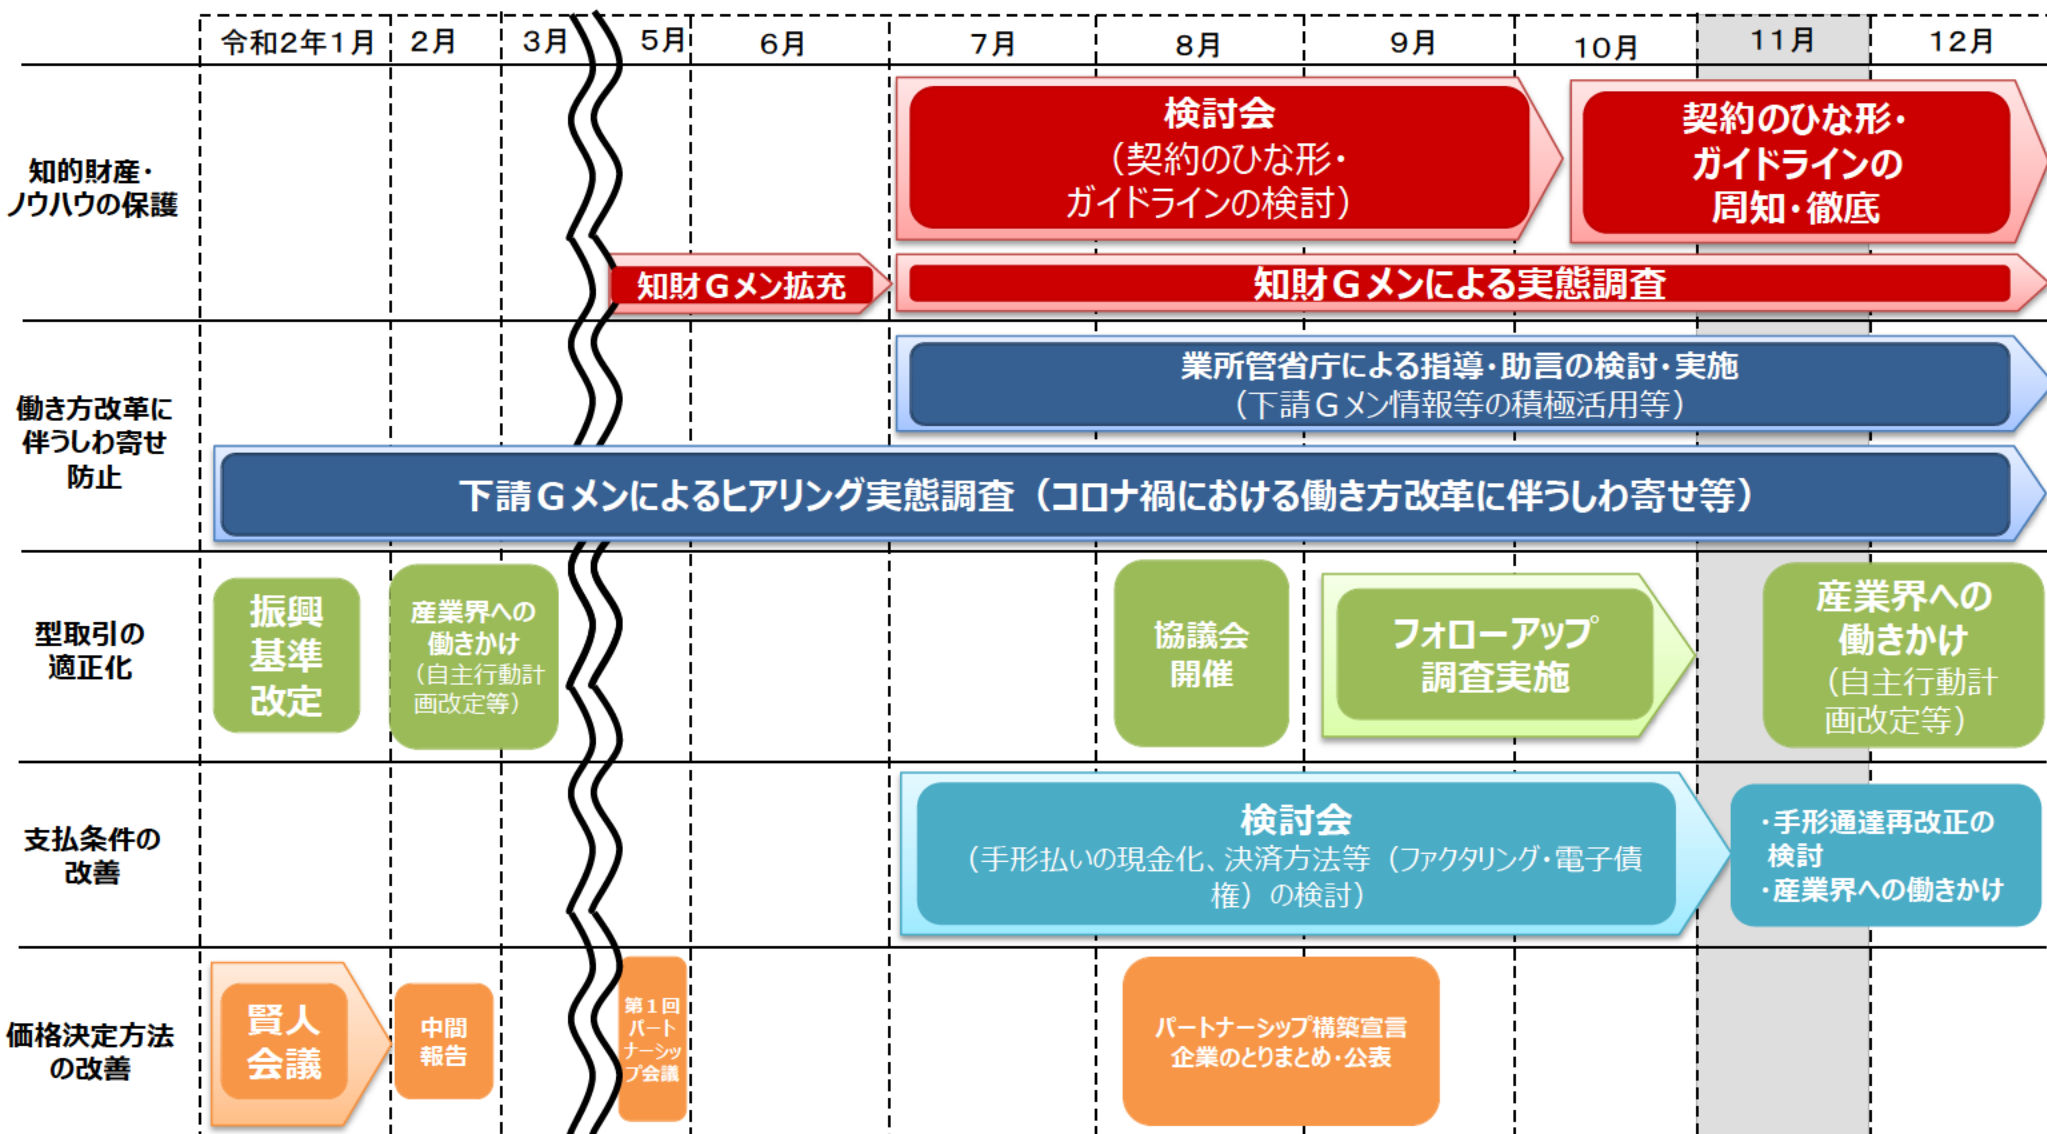 令和2年1月
2月
3月
5月
6月
7月
8月
9月
10月
11月
12月
知的財産・
ノウハウの保護
検討会
（契約のひな形・
ガイドラインの検討）
契約のひな形・
ガイドラインの
周知・徹底
知財Gメン拡充
知財Gメンによる実態調査
働き方改革に
伴うしわ寄せ
防止
業所管省庁による指導・助言の検討・実施
（下請Gメン情報等の積極活用等）
下請Gメンによるヒアリング実態調査（コロナ禍における働き方改革に伴うしわ寄せ等）
型取引の
適正化
振興
基準
改定
産業界への
働きかけ
（自主行動計
画改定等）
協議会
開催
フォローアップ
調査実施
産業界への
働きかけ
（自主行動計
画改定等）
支払条件の
改善
検討会
（手形払いの現金化、決済方法等（ファクタリング・電子債
権）の検討）
・手形通達再改正の
検討
・産業界への働きかけ
価格決定方法
の改善
賢人
会議
中間
報告
第1回
パート
ナーシッ
プ会議
パートナーシップ構築宣言
企業のとりまとめ・公表